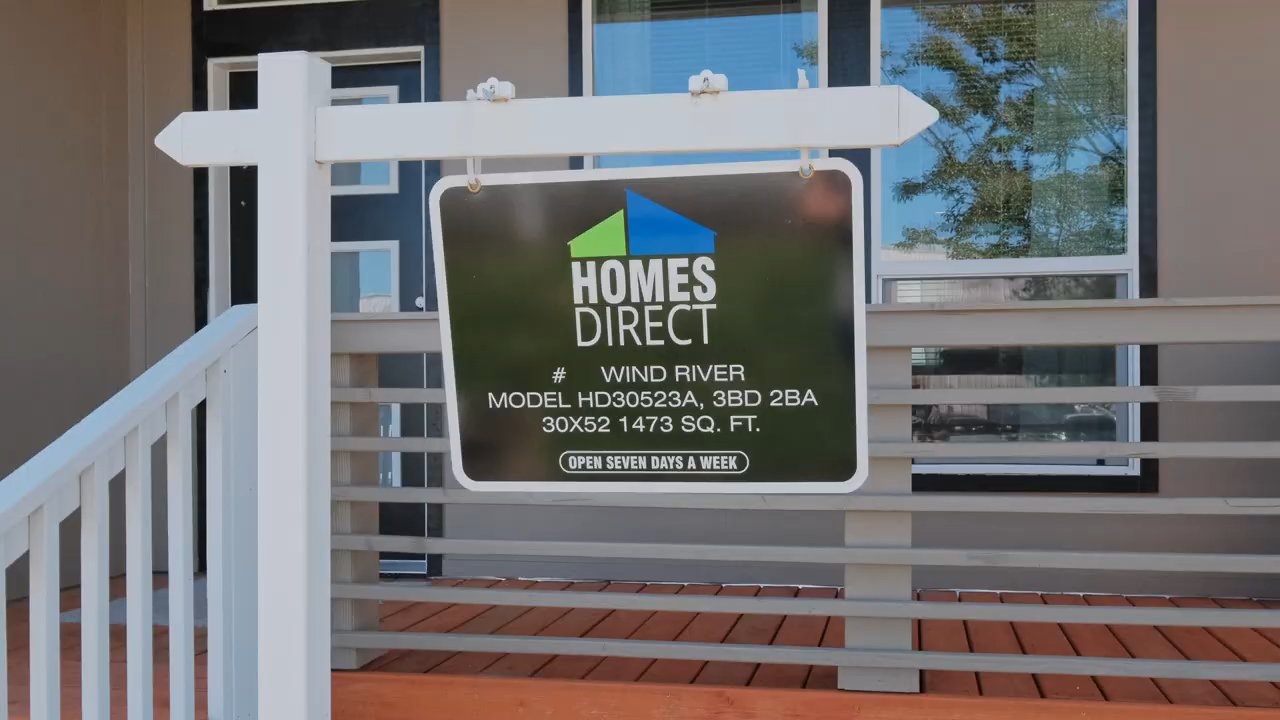 HOMES
DIRECT
# WIND RIVER
MODEL HD30523A, 3BD 2BA
30X52 1473 SQ. FT.
OPEN SEVEN DAYS A WEEK